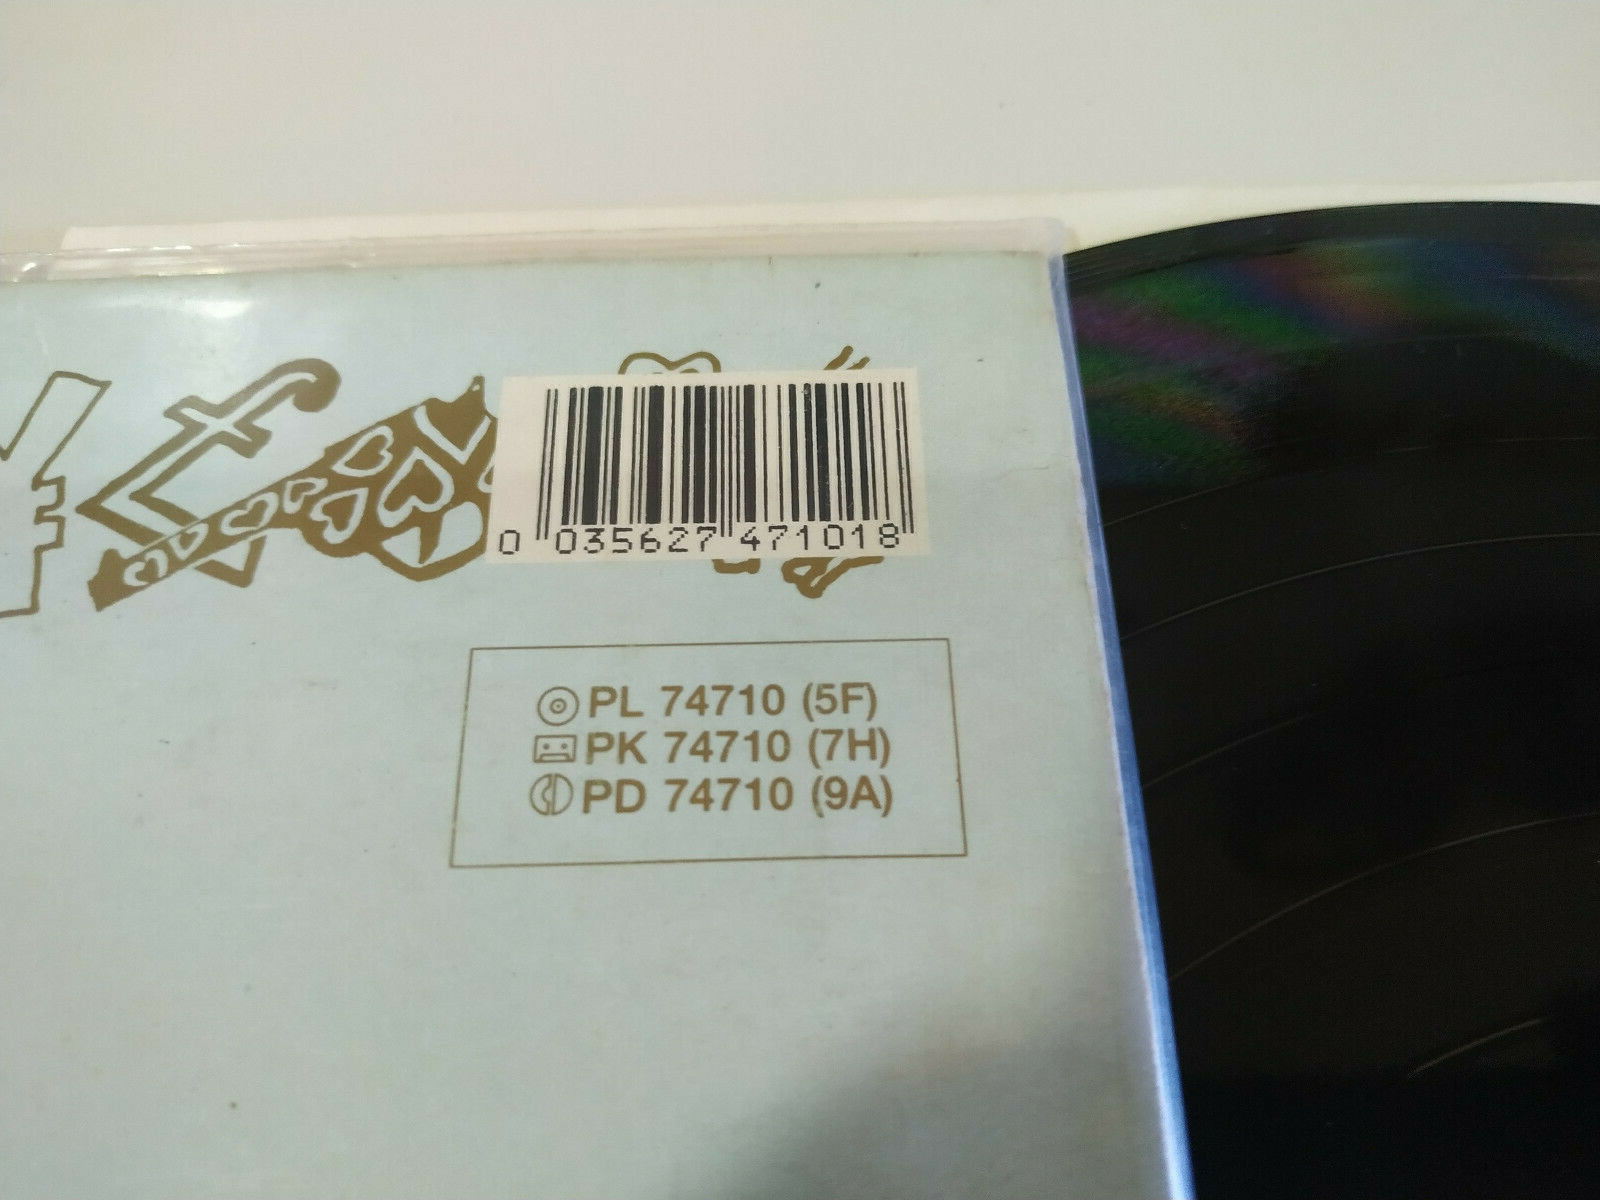 0 035627 471018
PL 74710 (5F)
PK 74710 (7H)
PD 74710 (9A)